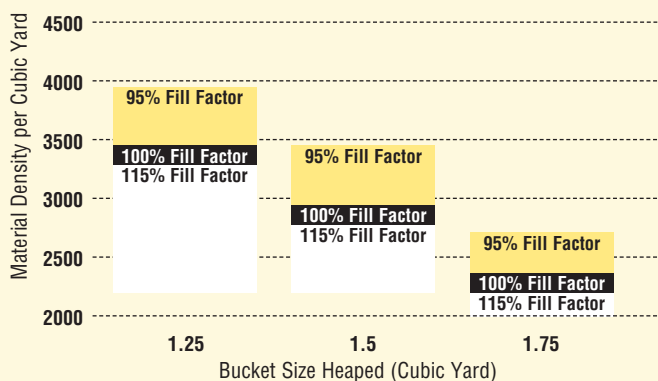 Material Density per Cubic Yard
4500
4000
3500
3000
2500
2000
95% Fill Factor
100% Fill Factor
115% Fill Factor
95% Fill Factor
100% Fill Factor
115% Fill Factor
95% Fill Factor
100% Fill Factor
115% Fill Factor
1.25 1.5 1.75
Bucket Size Heaped (Cubic Yard)